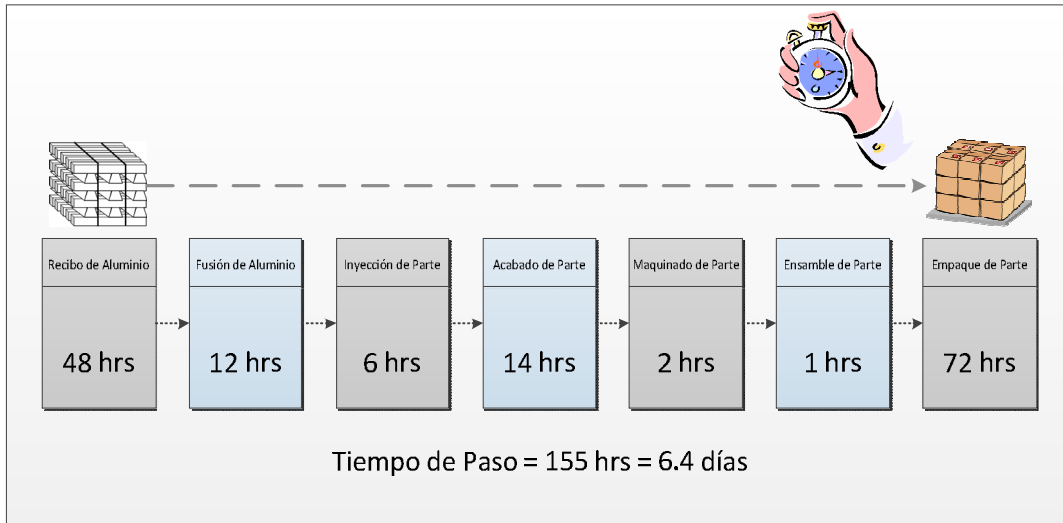 Recibo de Aluminio
48 hrs
Fusión de Aluminio
12 hrs
Inyección de Parte
6 hrs
Acabado de Parte
14 hrs
Maquinado de Parte
2 hrs
Ensamble de Parte
1 hrs
Empaque de Parte
72 hrs
Tiempo de Paso = 155 hrs = 6.4 días